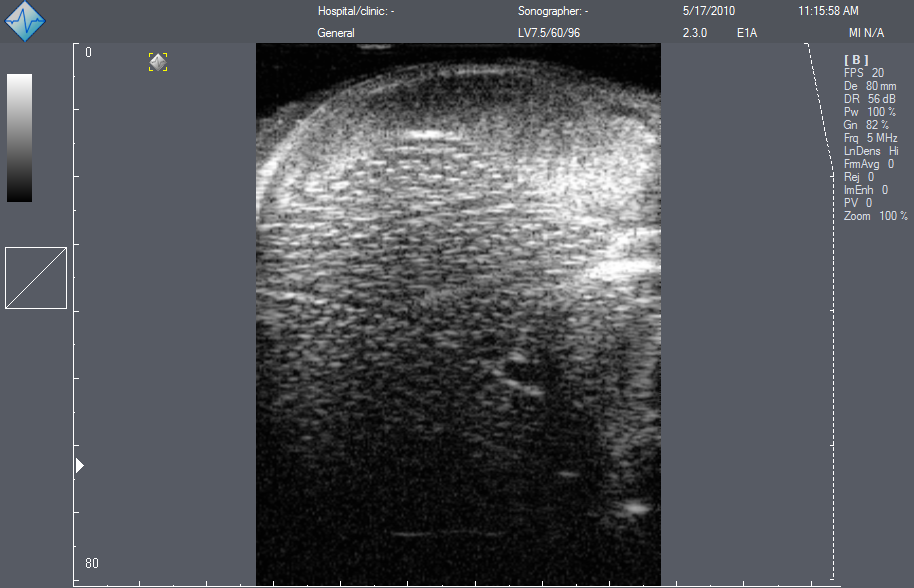 Hospital/clinic: - Sonographer: - 5/17/2010 11:15:58 AM
General LV7.5/60/96 2.3.0 E1A MI N/A
0
[ B ]
FPS 20
De 80 mm
DR 56 dB
Pw 100 %
Gn 82 %
Frq 5 MHz
LnDens Hi
FrmAvg 0
Rej 0
ImEnh 0
PV 0
Zoom 100 %
80